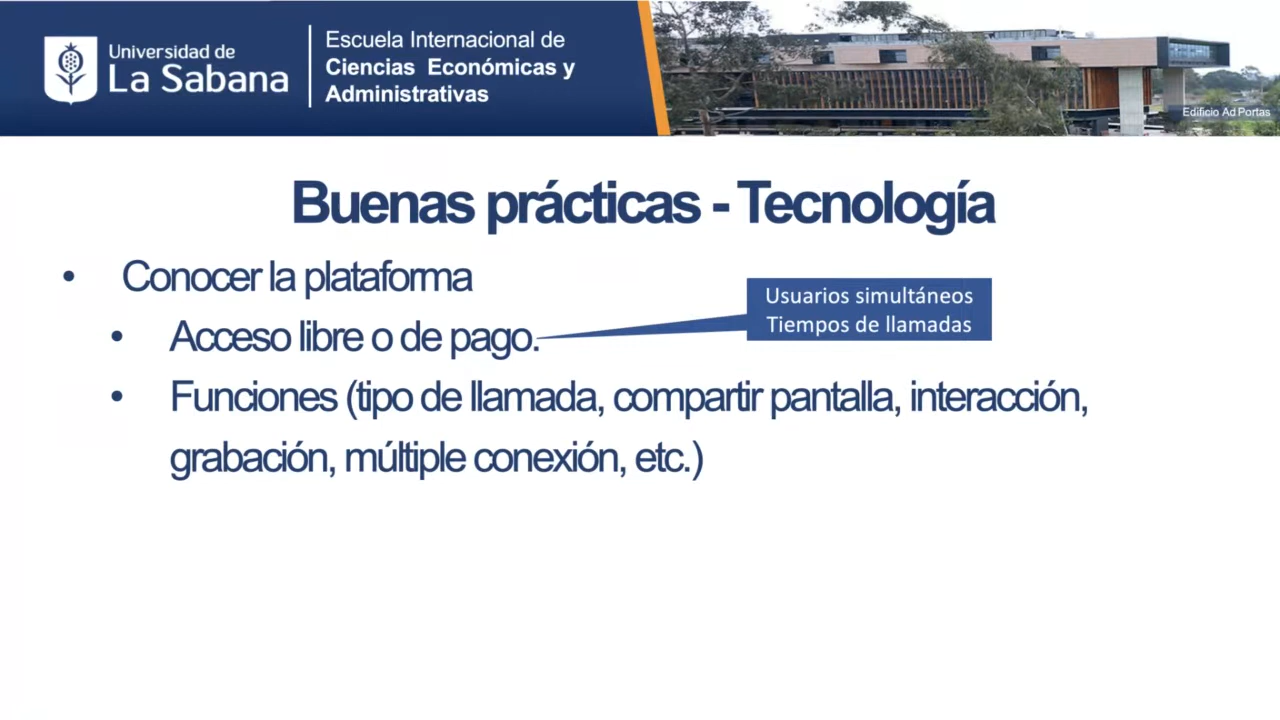 Universidad de
La Sabana
Escuela Internacional de
Ciencias Económicas y
Administrativas
Edificio Ad Portas
Buenas prácticas - Tecnología
• Conocer la plataforma
• Acceso libre o de pago.
Usuarios simultáneos
Tiempos de llamadas
• Funciones (tipo de llamada, compartir pantalla, interacción,
grabación, múltiple conexión, etc.)